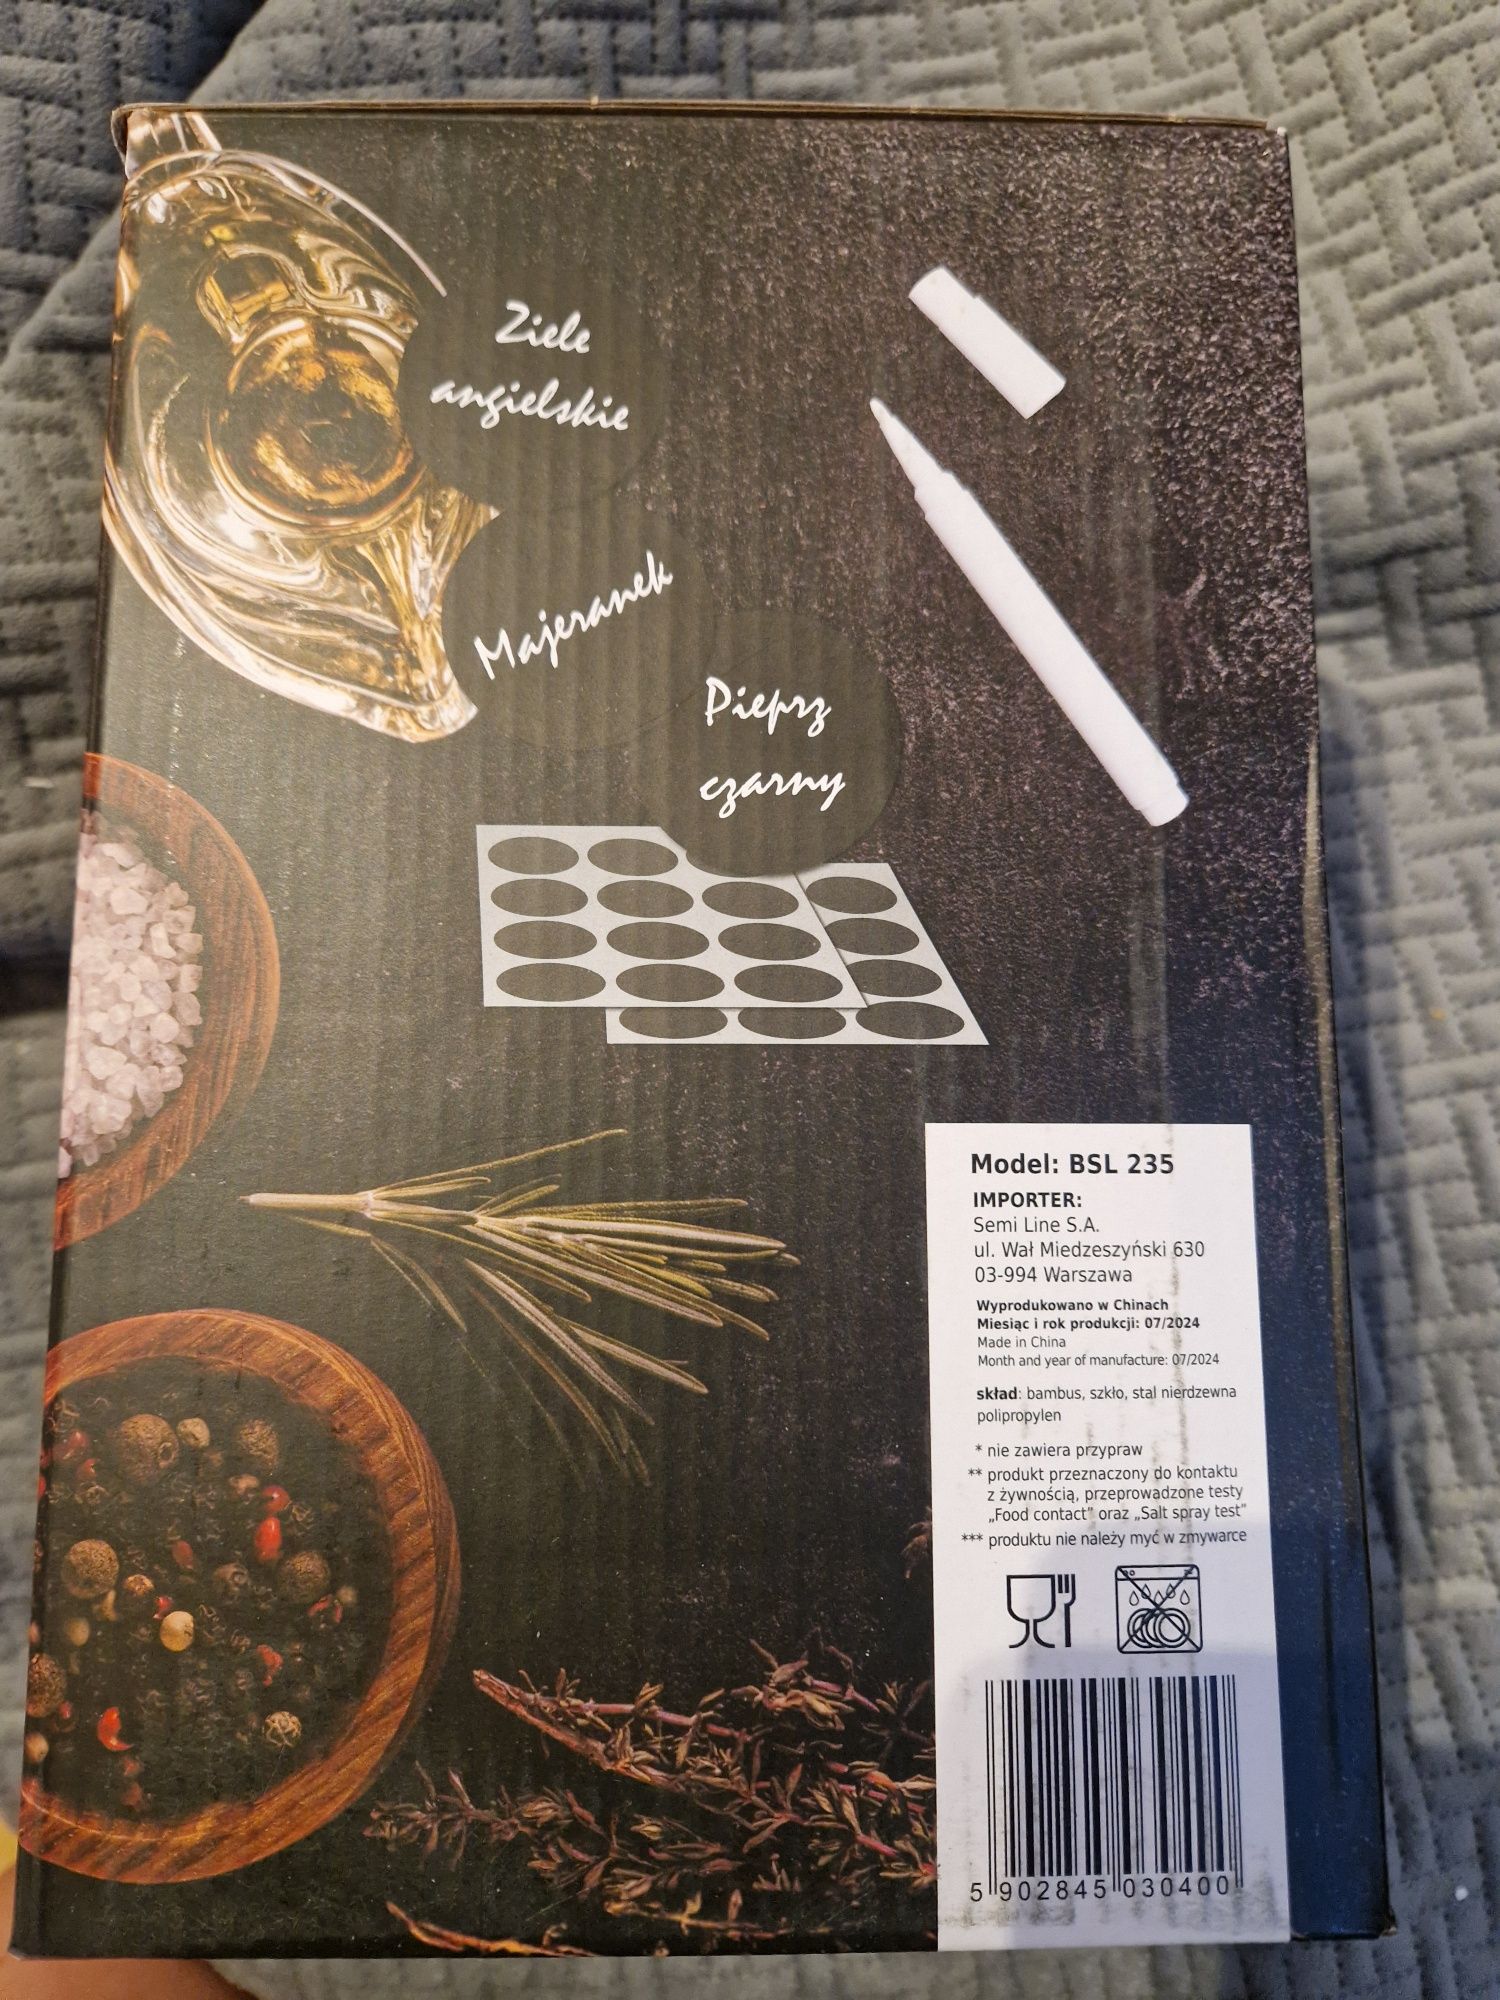 Ziele
angielskie
Majeranek
Pieprz
czarny
Model: BSL 235
IMPORTER:
Semi Line S.A.
ul. Wał Miedzeszyński 630
03-994 Warszawa
Wyprodukowano w Chinach
Miesiąc i rok produkcji: 07/2024
Made in China
Month and year of manufacture: 07/2024
skład: bambus, szkło, stal nierdzewna
polipropylen
* nie zawiera przypraw
** produkt przeznaczony do kontaktu
z żywnością, przeprowadzone testy
„Food contact” oraz „Salt spray test”
*** produktu nie należy myć w zmywarce
5 902845 030400